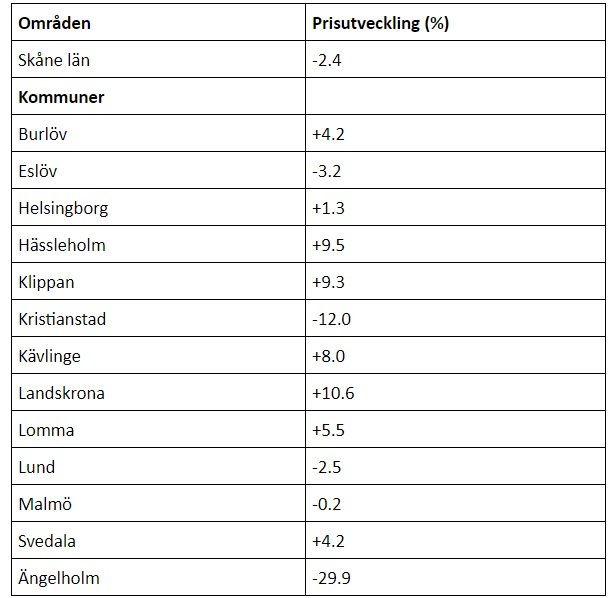 Områden Prisutveckling (%)
Skåne län -2.4
Kommuner
Burlöv +4.2
Eslöv -3.2
Helsingborg +1.3
Hässleholm +9.5
Klippan +9.3
Kristianstad -12.0
Kävlinge +8.0
Landskrona +10.6
Lomma +5.5
Lund -2.5
Malmö -0.2
Svedala +4.2
Ängelholm -29.9